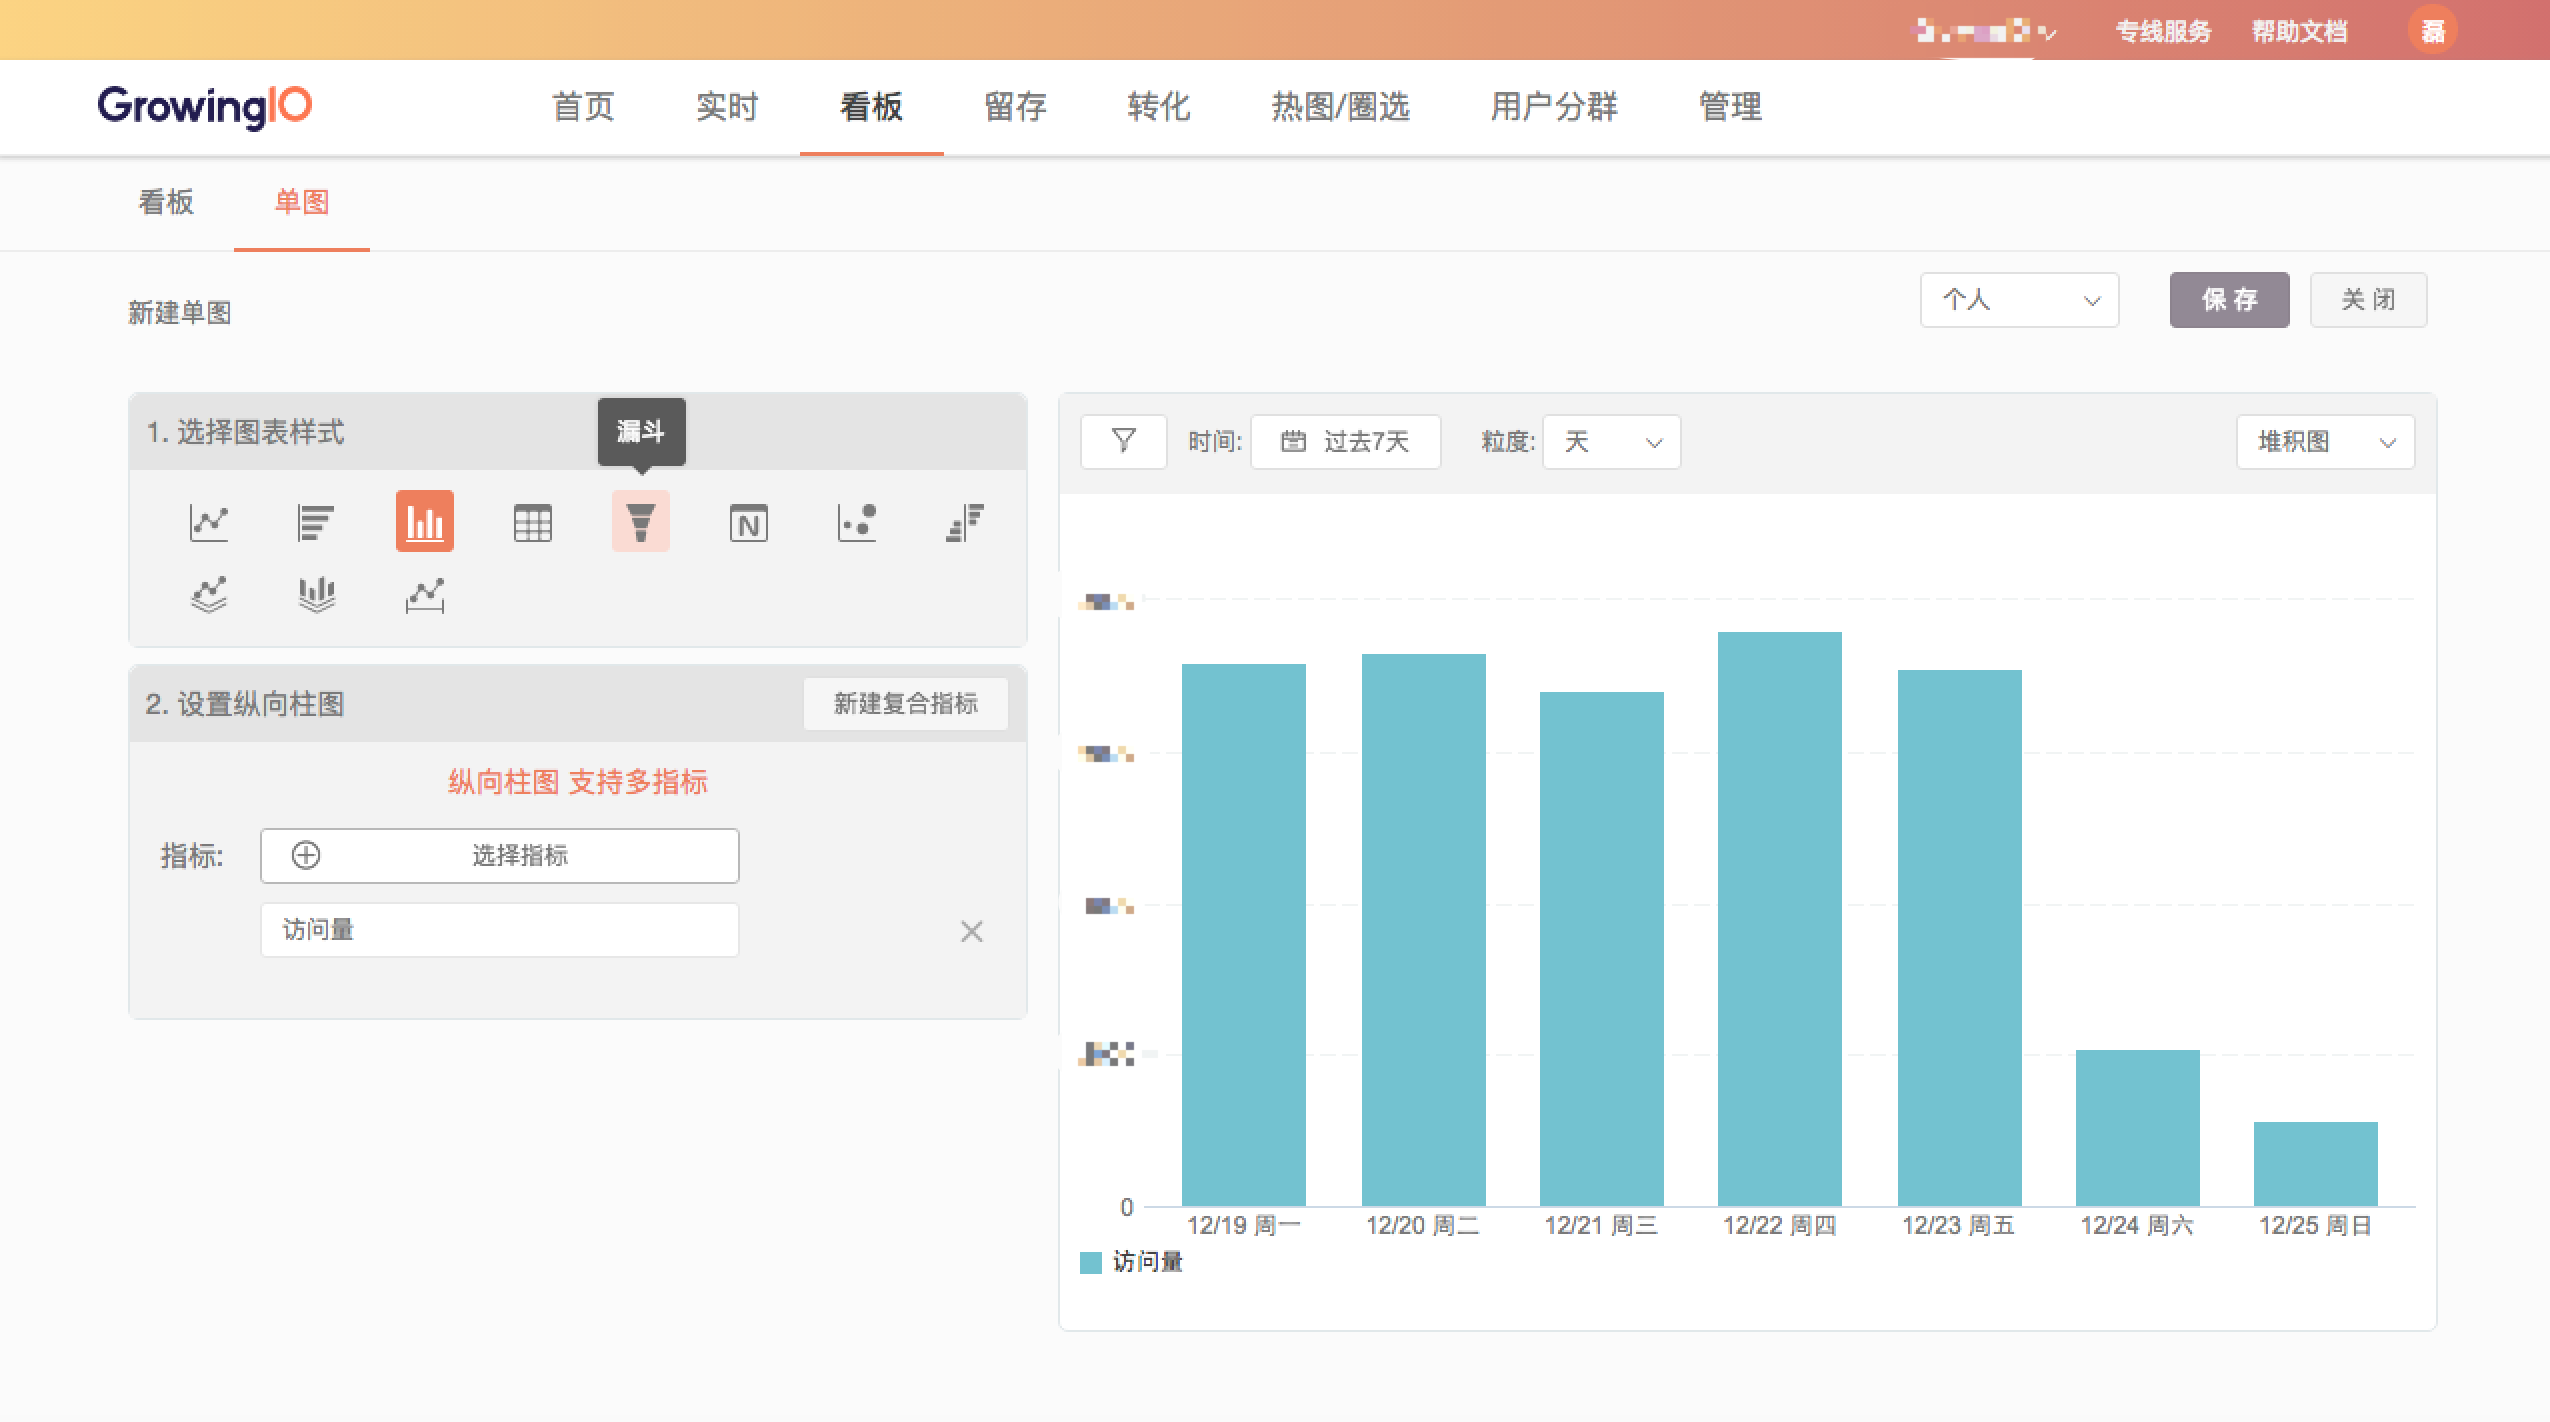 专线服务 帮助文档 磊
GrowingIO 首页 实时 看板 留存 转化 热图/圈选 用户分群 管理
看板 单图
新建单图 个人 保存 关闭
1. 选择图表样式 漏斗
时间: 过去7天 粒度: 天 堆积图
N
2. 设置纵向柱图 新建复合指标
纵向柱图 支持多指标
指标: 选择指标
访问量
0
12/19 周一 12/20 周二 12/21 周三 12/22 周四 12/23 周五 12/24 周六 12/25 周日
访问量